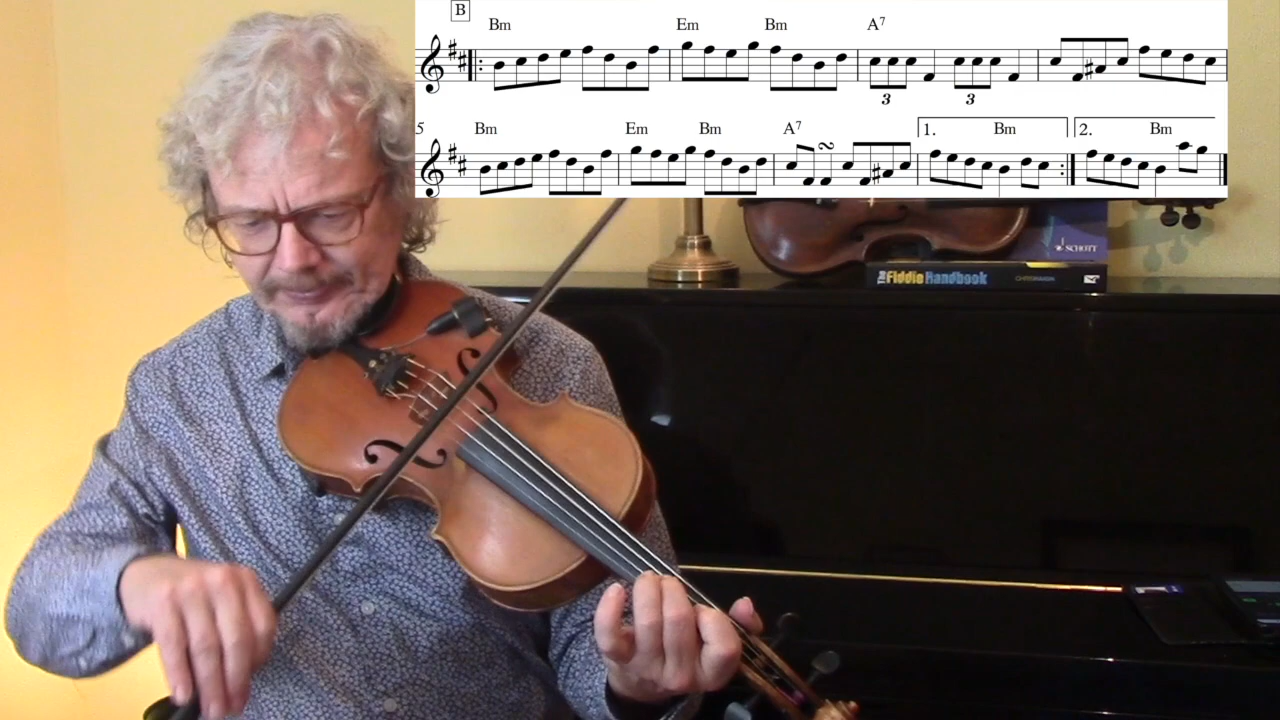 B
Bm Em Bm A7
3 3
5 Bm Em Bm A7 1. Bm 2. Bm
SCHOTT
The Fiddle Handbook